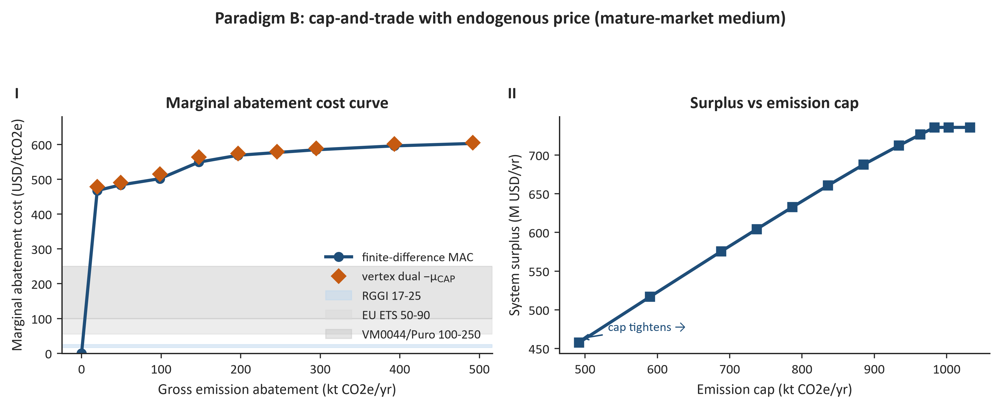 Paradigm B: cap-and-trade with endogenous price (mature-market medium)
I
Marginal abatement cost curve
Marginal abatement cost (USD/tCO2e)
600
500
400
300
200
100
0
finite-difference MAC
vertex dual −μCAP
RGGI 17-25
EU ETS 50-90
VM0044/Puro 100-250
0 100 200 300 400 500
Gross emission abatement (kt CO2e/yr)
II
Surplus vs emission cap
System surplus (M USD/yr)
700
650
600
550
500
450
cap tightens →
500 600 700 800 900 1000
Emission cap (kt CO2e/yr)